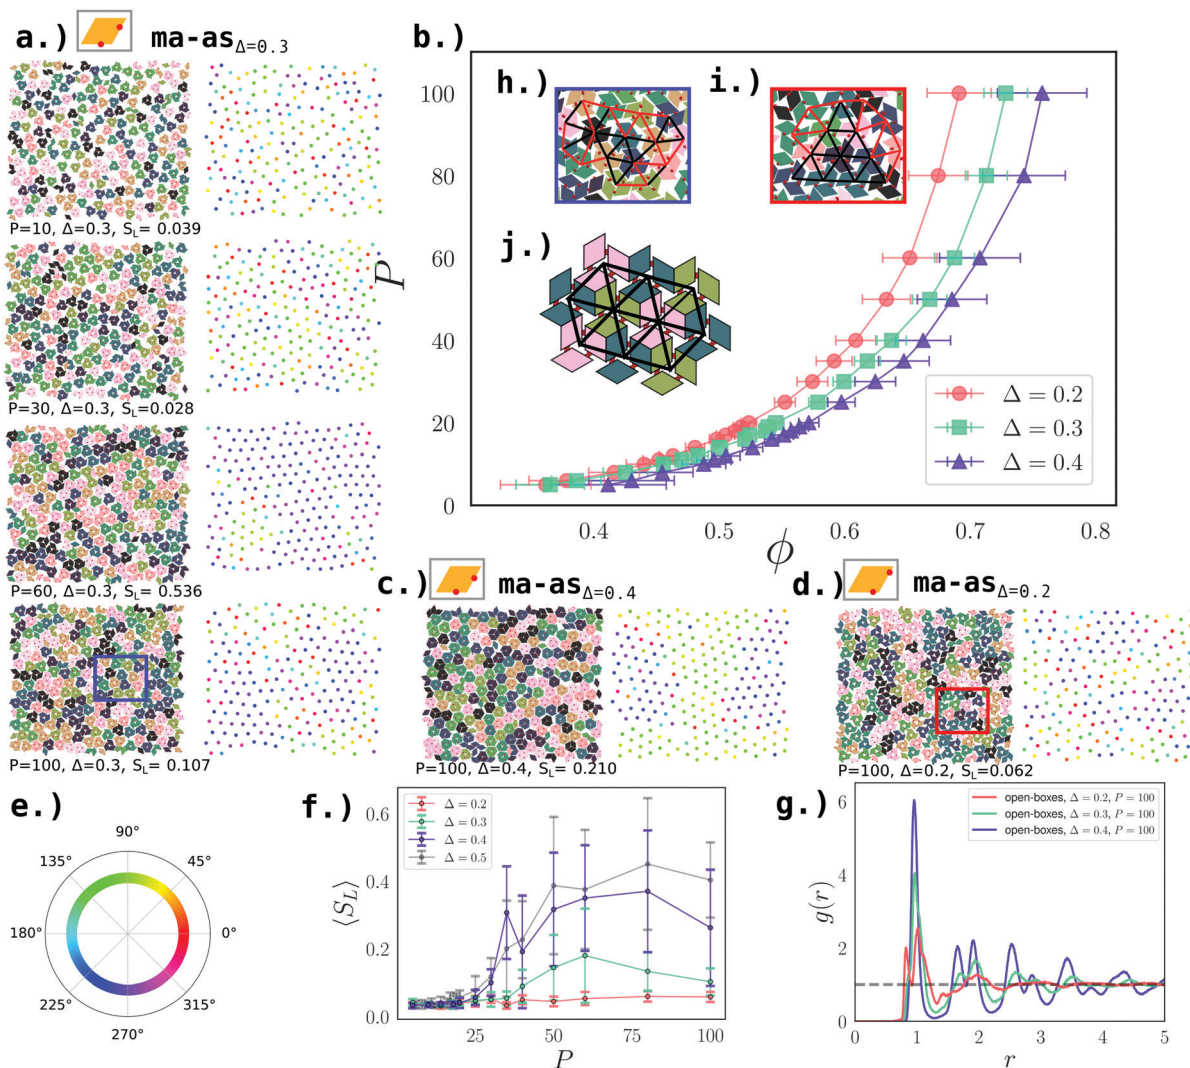 a.) ma-as Δ=0.3
P=10, Δ=0.3, S_L= 0.039
P=30, Δ=0.3, S_L=0.028
P=60, Δ=0.3, S_L= 0.536
P=100, Δ=0.3, S_L= 0.107
b.)
h.) i.)
j.)
P
100
80
60
40
20
0
0.4 0.5 0.6 0.7 0.8
ϕ
Δ = 0.2
Δ = 0.3
Δ = 0.4
c.) ma-as Δ=0.4
P=100, Δ=0.4, S_L= 0.210
d.) ma-as Δ=0.2
P=100, Δ=0.2, S_L=0.062
e.)
90°
135° 45°
180° 0°
225° 315°
270°
f.)
⟨S_L⟩
0.6
0.4
0.2
0.0
25 50 75 100
P
Δ = 0.2
Δ = 0.3
Δ = 0.4
Δ = 0.5
g.)
g(r)
6
4
2
0
0 1 2 3 4 5
r
open-boxes, Δ = 0.2, P = 100
open-boxes, Δ = 0.3, P = 100
open-boxes, Δ = 0.4, P = 100